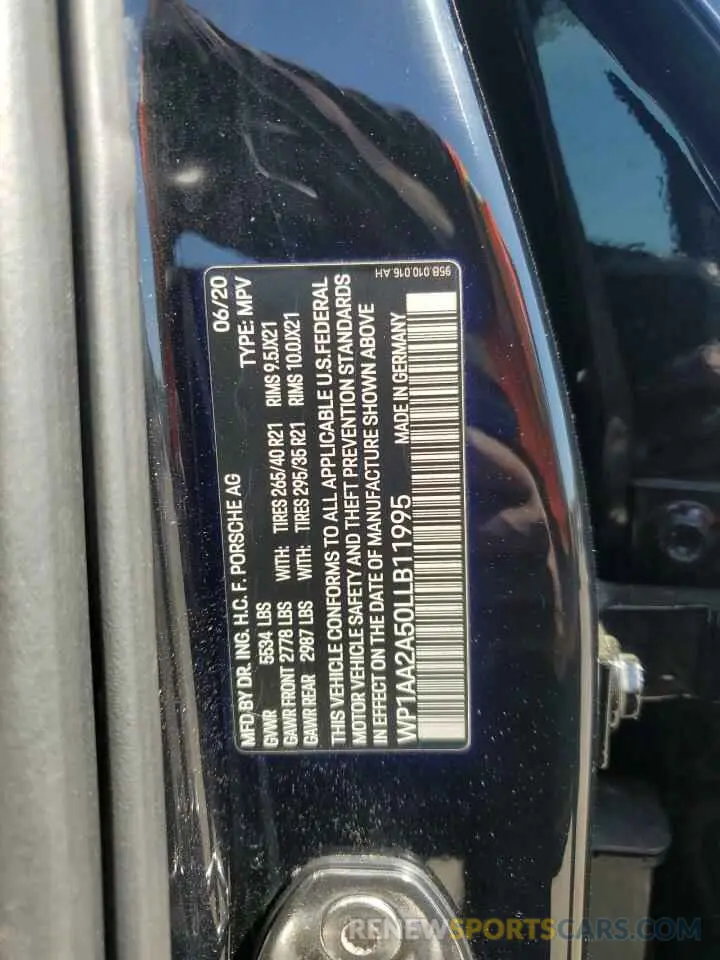 MFD BY DR. ING. H.C. F. PORSCHE AG 06/20
GVWR 5534 LBS TYPE: MPV
GAWR FRONT 2778 LBS WITH: TIRES 265/40 R21 RIMS 9.5JX21
GAWR REAR 2987 LBS WITH: TIRES 295/35 R21 RIMS 10.0JX21
THIS VEHICLE CONFORMS TO ALL APPLICABLE U.S. FEDERAL
MOTOR VEHICLE SAFETY AND THEFT PREVENTION STANDARDS
IN EFFECT ON THE DATE OF MANUFACTURE SHOWN ABOVE
WP1AA2A50LLB11995 MADE IN GERMANY
95B.010.016.AH
RENEWSPORTSCARS.COM